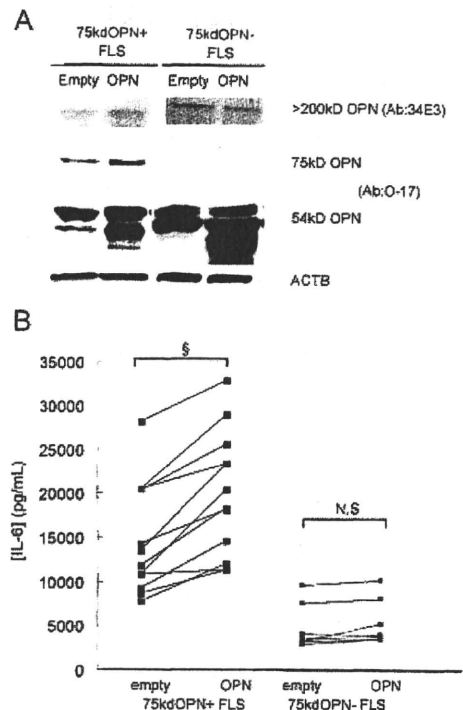 A
75kdOPN+ FLS
75kdOPN- FLS
Empty OPN Empty OPN
>200kD OPN (Ab:34E3)
75kD OPN
(Ab:O-17)
54kD OPN
ACTB
B
§
N.S
[IL-6] (pg/mL)
35000
30000
25000
20000
15000
10000
5000
0
empty OPN empty OPN
75kdOPN+ FLS 75kdOPN- FLS